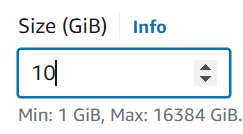 Size (GiB) Info
10
Min: 1 GiB, Max: 16384 GiB.